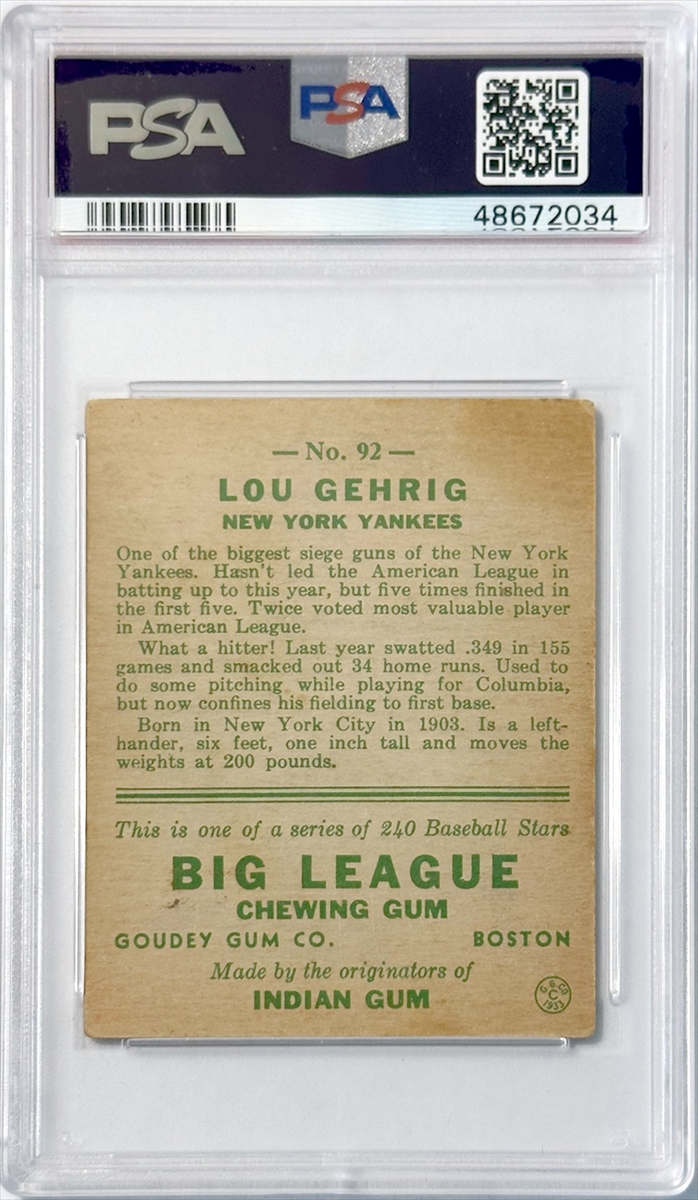 PSA
PSA
48672034
— No. 92 —
LOU GEHRIG
NEW YORK YANKEES
One of the biggest siege guns of the New York
Yankees. Hasn't led the American League in
batting up to this year, but five times finished in
the first five. Twice voted most valuable player
in American League.
What a hitter! Last year swatted .349 in 155
games and smacked out 34 home runs. Used to
do some pitching while playing for Columbia,
but now confines his fielding to first base.
Born in New York City in 1903. Is a left-
hander, six feet, one inch tall and moves the
weights at 200 pounds.
This is one of a series of 240 Baseball Stars
BIG LEAGUE
CHEWING GUM
GOUDEY GUM CO. BOSTON
Made by the originators of
INDIAN GUM
G. G. CO
C
1933